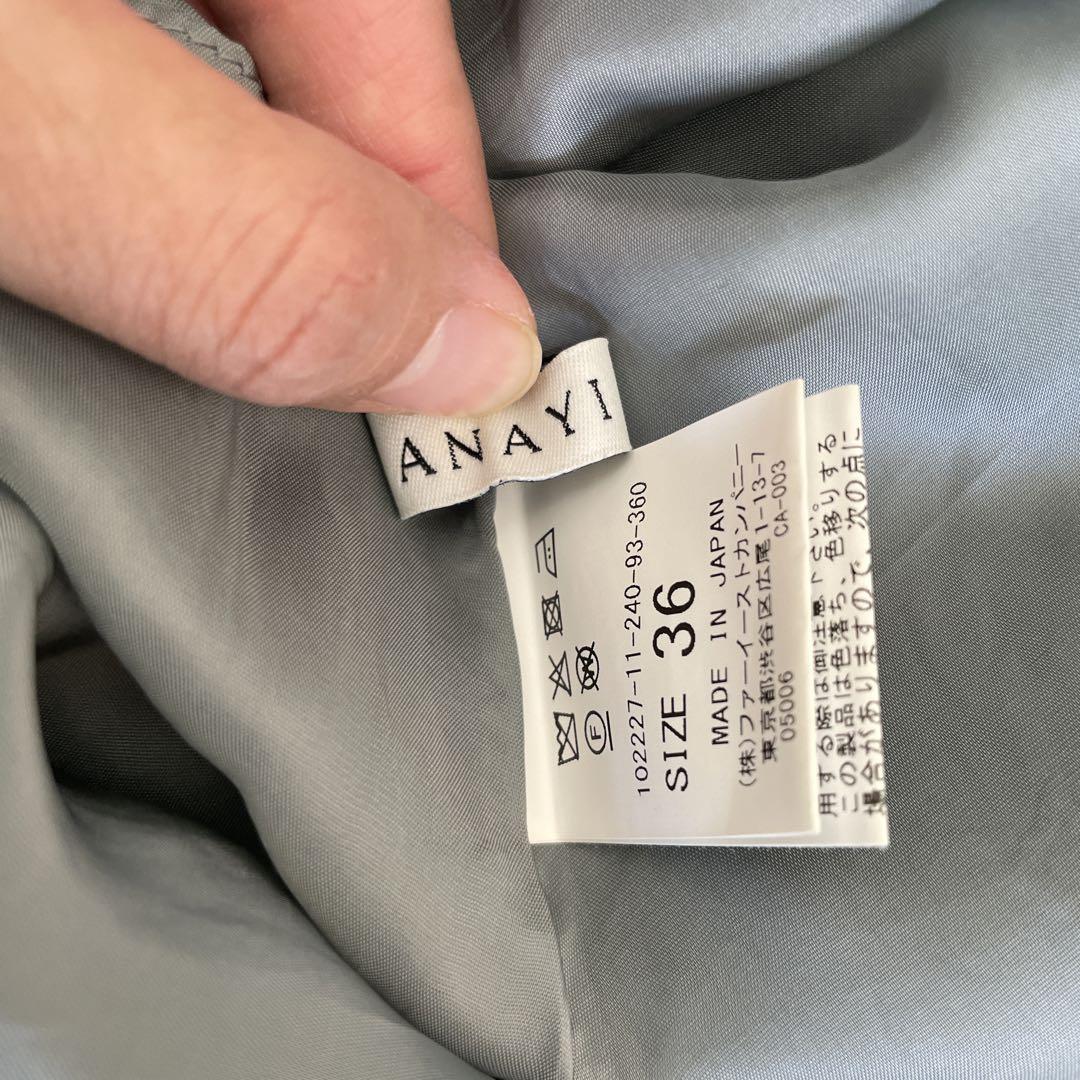 ANAYI
F
W
102227-11-240-93-360
SIZE 36
MADE IN JAPAN
(株)ファーイーストカンパニー
東京都渋谷区広尾1-13-7
05006 CA-003
用する際は御注意下さい。
この製品は色落ち、色移りする
場合がありますので、次の点に